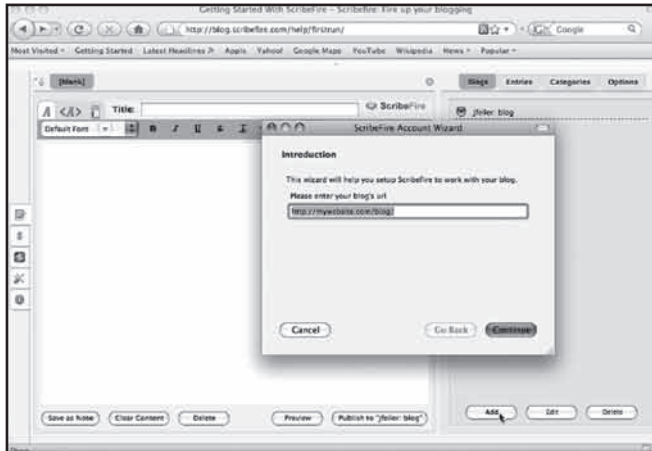 Getting Started With ScribeFire – ScribeFire: Fire up your blogging
http://blog.scribefire.com/help/firstrun/
Google
Most Visited Getting Started Latest Headlines Apple Yahoo! Google Maps YouTube Wikipedia News Popular
[Blank]
Blogs Entries Categories Options
A </> Title:
ScribeFire
jfeiler: blog
Default Font B I U S
ScribeFire Account Wizard
Introduction
This wizard will help you setup ScribeFire to work with your blog.
Please enter your blog's url
http://mywebsite.com/blog/
Cancel Go Back Continue
Save as Note Clear Content Delete Preview Publish to "jfeiler: blog"
Add Edit Delete